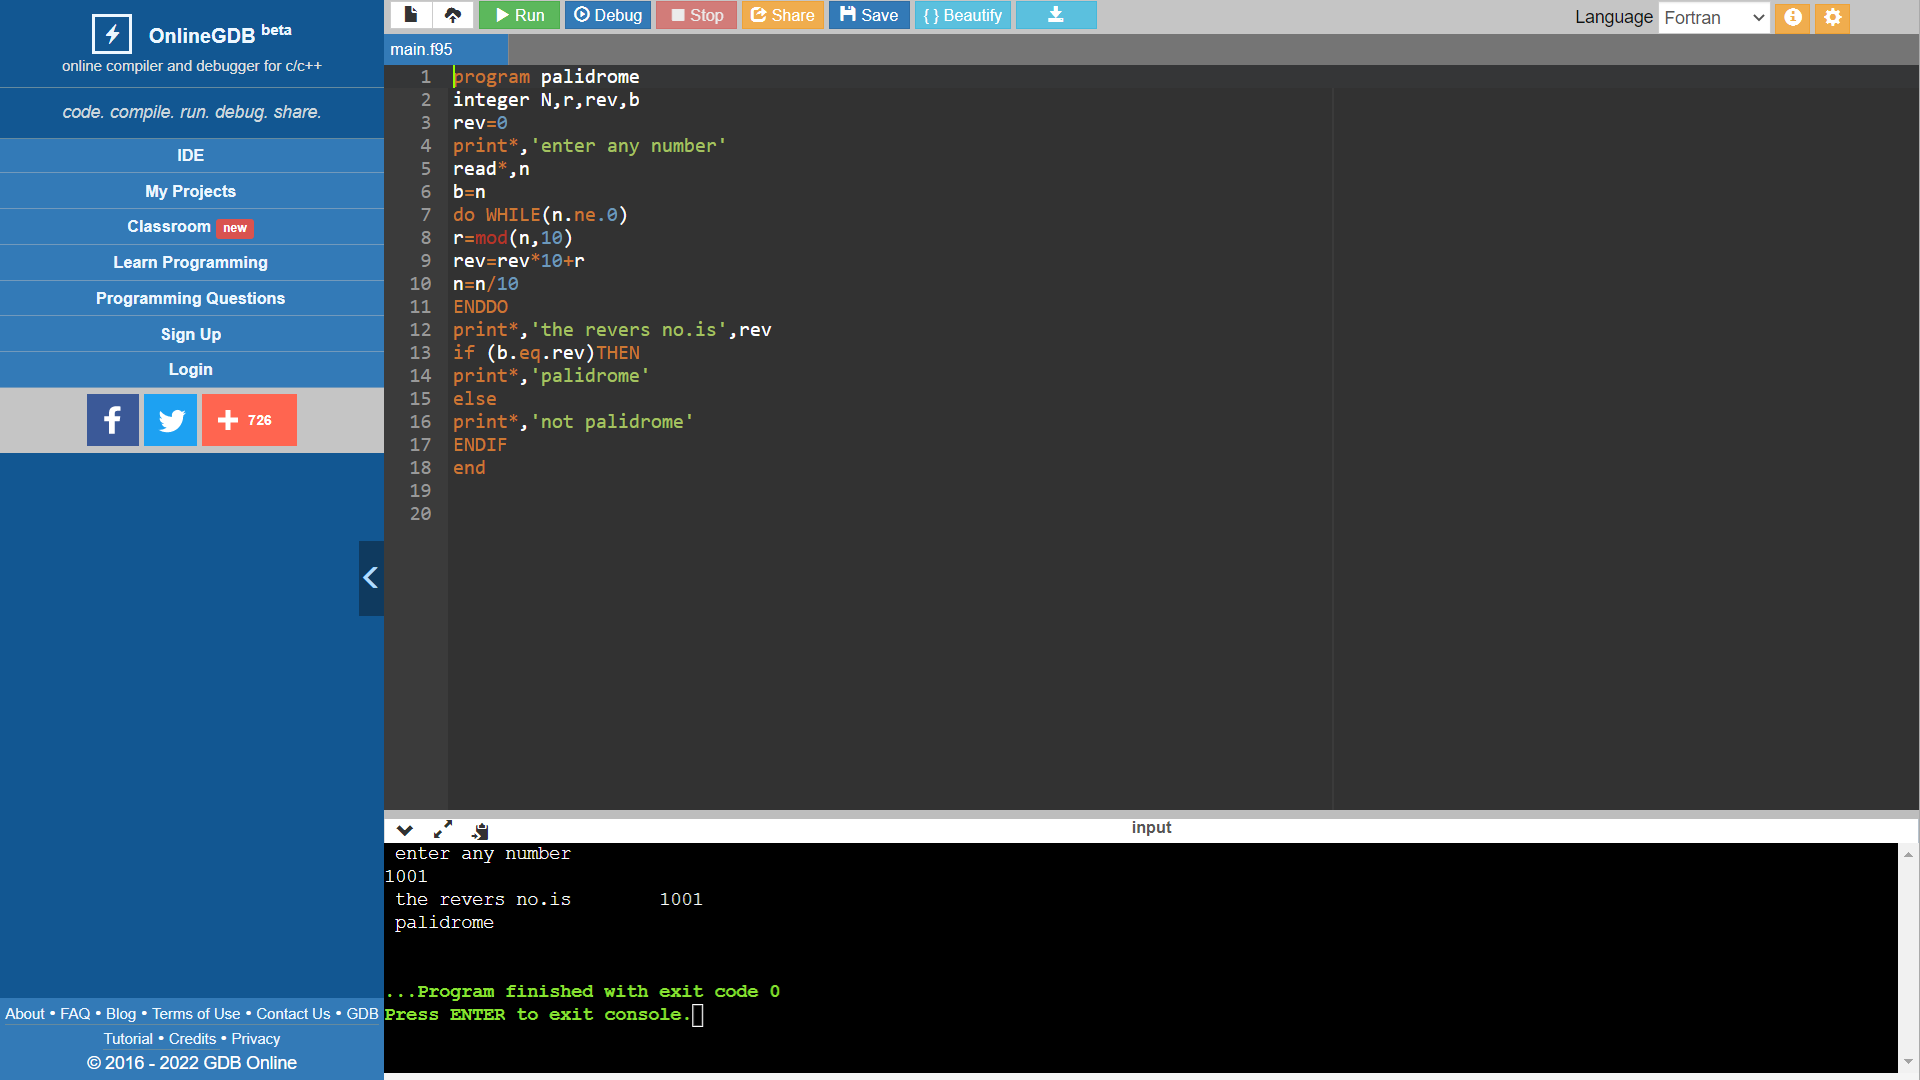 OnlineGDB beta
online compiler and debugger for c/c++
code. compile. run. debug. share.
IDE
My Projects
Classroom new
Learn Programming
Programming Questions
Sign Up
Login
726
About • FAQ • Blog • Terms of Use • Contact Us • GDB
Tutorial • Credits • Privacy
© 2016 - 2022 GDB Online
Run Debug Stop Share Save { } Beautify
Language Fortran
main.f95
1 program palidrome
2 integer N,r,rev,b
3 rev=0
4 print*,'enter any number'
5 read*,n
6 b=n
7 do WHILE(n.ne.0)
8 r=mod(n,10)
9 rev=rev*10+r
10 n=n/10
11 ENDDO
12 print*,'the revers no.is',rev
13 if (b.eq.rev)THEN
14 print*,'palidrome'
15 else
16 print*,'not palidrome'
17 ENDIF
18 end
19
20
input
enter any number
1001
the revers no.is 1001
palidrome
...Program finished with exit code 0
Press ENTER to exit console.